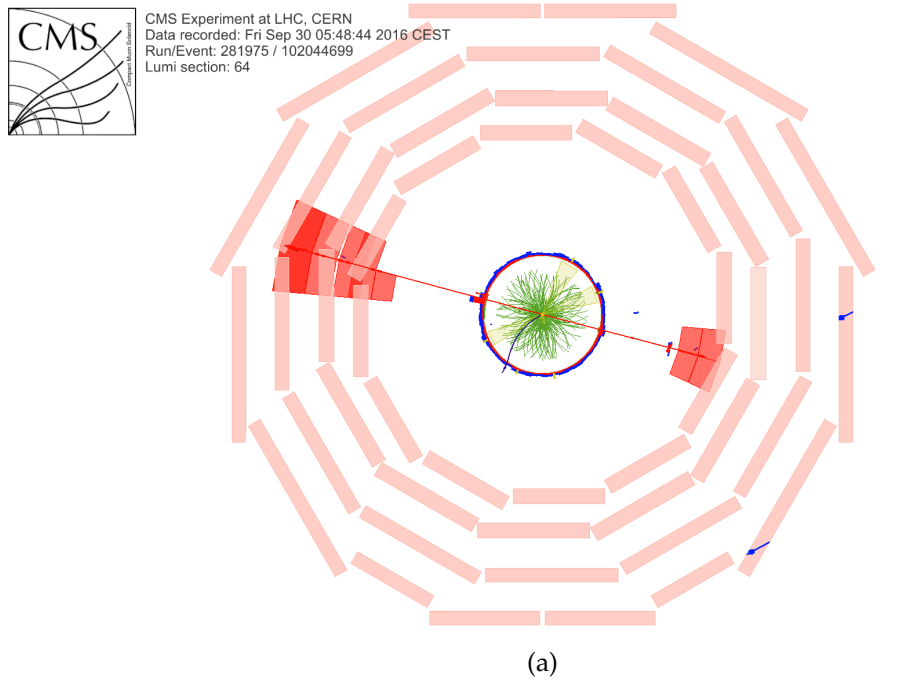 CMS
Compact Muon Solenoid
CMS Experiment at LHC, CERN
Data recorded: Fri Sep 30 05:48:44 2016 CEST
Run/Event: 281975 / 102044699
Lumi section: 64
(a)